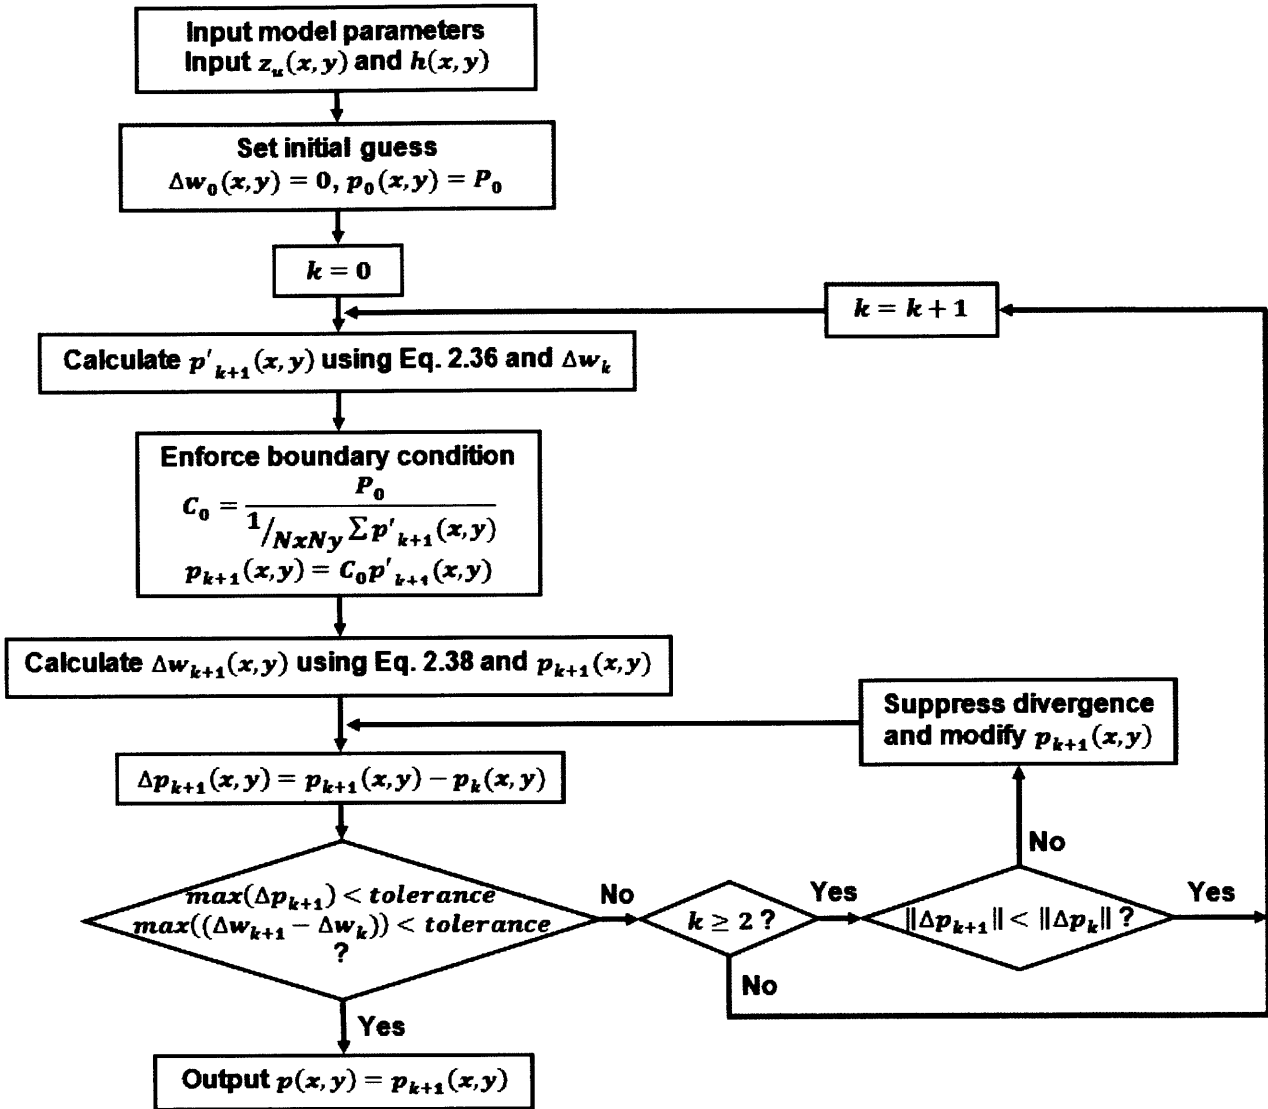 Input model parameters
Input z_u(x,y) and h(x,y)
Set initial guess
Δw_0(x,y) = 0, p_0(x,y) = P_0
k = 0
k = k + 1
Calculate p'_{k+1}(x,y) using Eq. 2.36 and Δw_k
Enforce boundary condition
C_0 = P_0 / (1/NxNy Σ p'_{k+1}(x,y))
p_{k+1}(x,y) = C_0 p'_{k+1}(x,y)
Calculate Δw_{k+1}(x,y) using Eq. 2.38 and p_{k+1}(x,y)
Suppress divergence
and modify p_{k+1}(x,y)
Δp_{k+1}(x,y) = p_{k+1}(x,y) − p_k(x,y)
No
max(Δp_{k+1}) < tolerance
max((Δw_{k+1} − Δw_k)) < tolerance
?
No
k ≥ 2 ?
Yes
‖Δp_{k+1}‖ < ‖Δp_k‖ ?
Yes
No
Yes
Output p(x,y) = p_{k+1}(x,y)